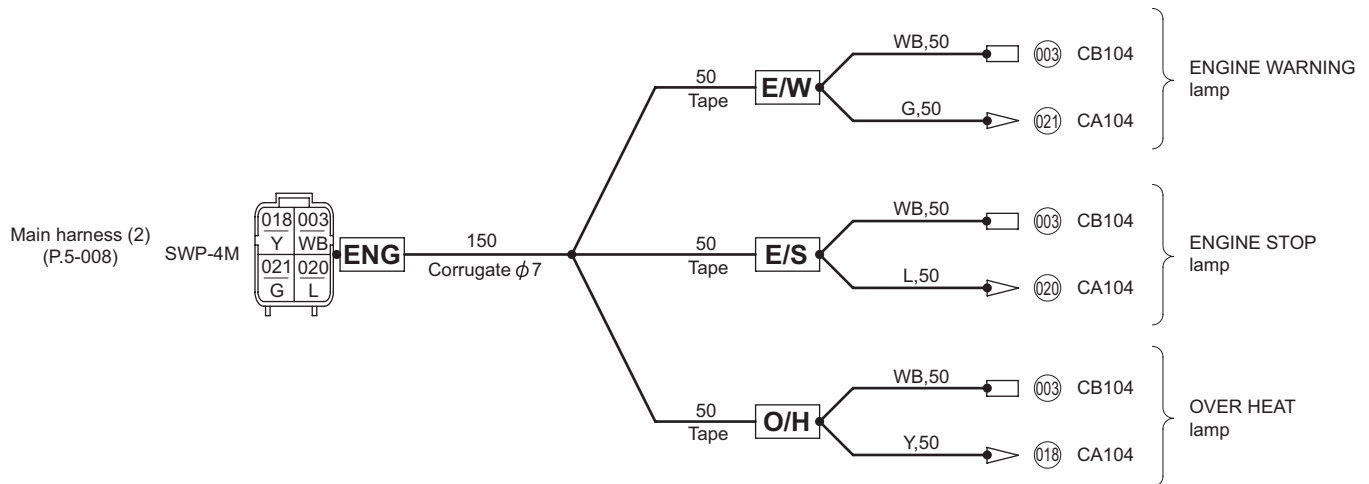 Main harness (2)
(P.5-008)
SWP-4M
018 003
Y WB
021 020
G L
ENG
150
Corrugate ϕ7
50
Tape
E/W
WB,50
003 CB104
G,50
021 CA104
ENGINE WARNING
lamp
50
Tape
E/S
WB,50
003 CB104
L,50
020 CA104
ENGINE STOP
lamp
50
Tape
O/H
WB,50
003 CB104
Y,50
018 CA104
OVER HEAT
lamp